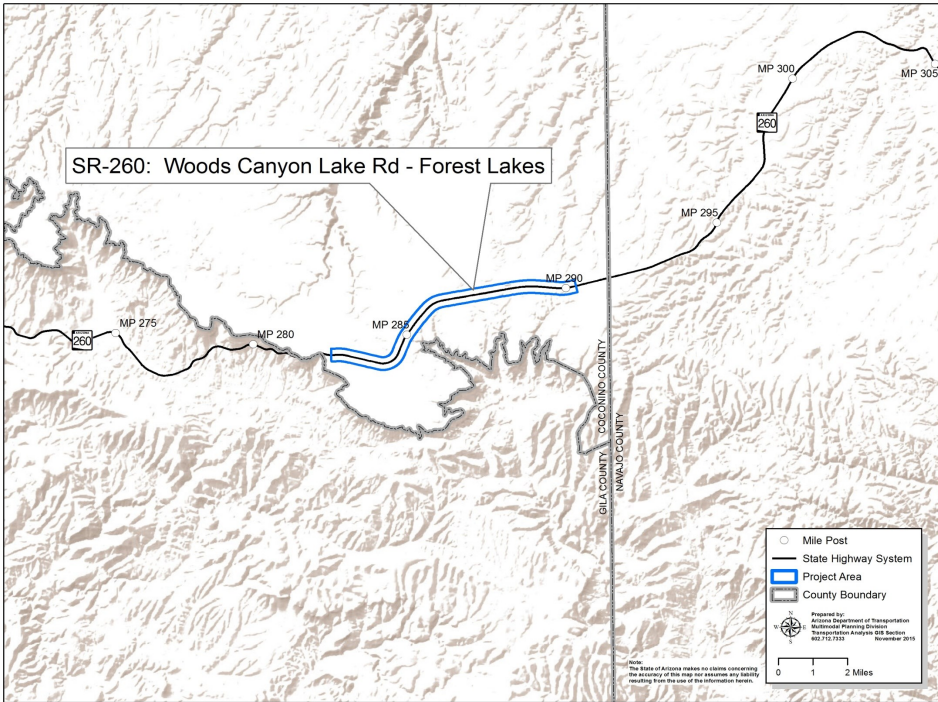 MP 300
MP 305
ARIZONA
260
SR-260: Woods Canyon Lake Rd - Forest Lakes
MP 295
MP 290
MP 285
MP 275
MP 280
ARIZONA
260
COCONINO COUNTY
GILA COUNTY
NAVAJO COUNTY
Mile Post
State Highway System
Project Area
County Boundary
N
W E
S
Prepared by:
Arizona Department of Transportation
Multimodal Planning Division
Transportation Analysis GIS Section
602.712.7333 November 2015
0 1 2 Miles
Note:
The State of Arizona makes no claims concerning
the accuracy of this map nor assumes any liability
resulting from the use of the information herein.